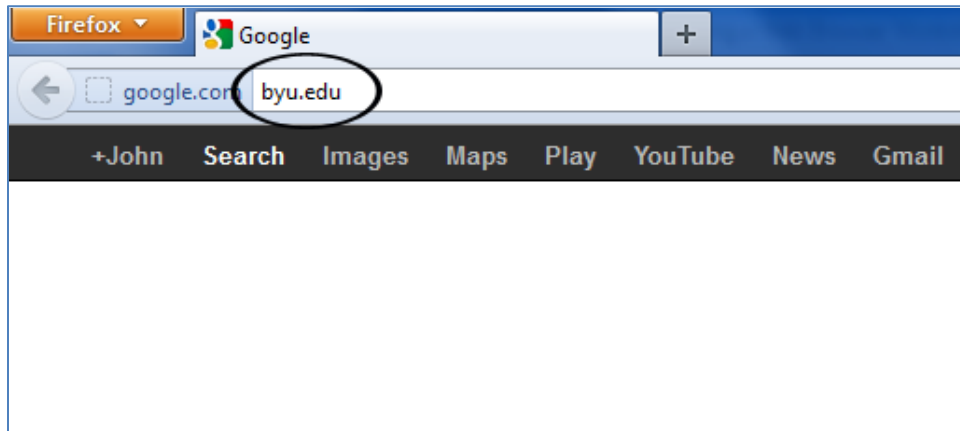 Firefox
Google
+
google.com byu.edu
+John Search Images Maps Play YouTube News Gmail